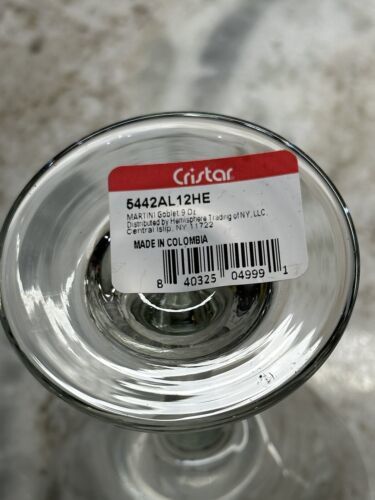 Cristar
5442AL12HE
MARTINI Goblet 9 Oz
Distributed by Hemisphere Trading of NY, LLC.
Central Islip, NY 11722
MADE IN COLOMBIA
8 40325 04999 1